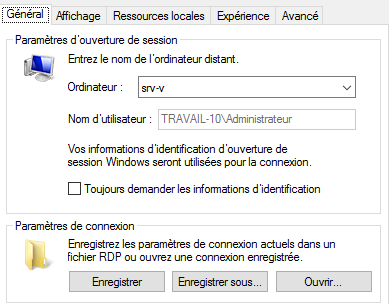 Général Affichage Ressources locales Expérience Avancé
Paramètres d'ouverture de session
Entrez le nom de l'ordinateur distant.
Ordinateur : srv-v
Nom d'utilisateur : TRAVAIL-10\Administrateur
Vos informations d'identification d'ouverture de
session Windows seront utilisées pour la connexion.
Toujours demander les informations d'identification
Paramètres de connexion
Enregistrez les paramètres de connexion actuels dans un
fichier RDP ou ouvrez une connexion enregistrée.
Enregistrer Enregistrer sous... Ouvrir...